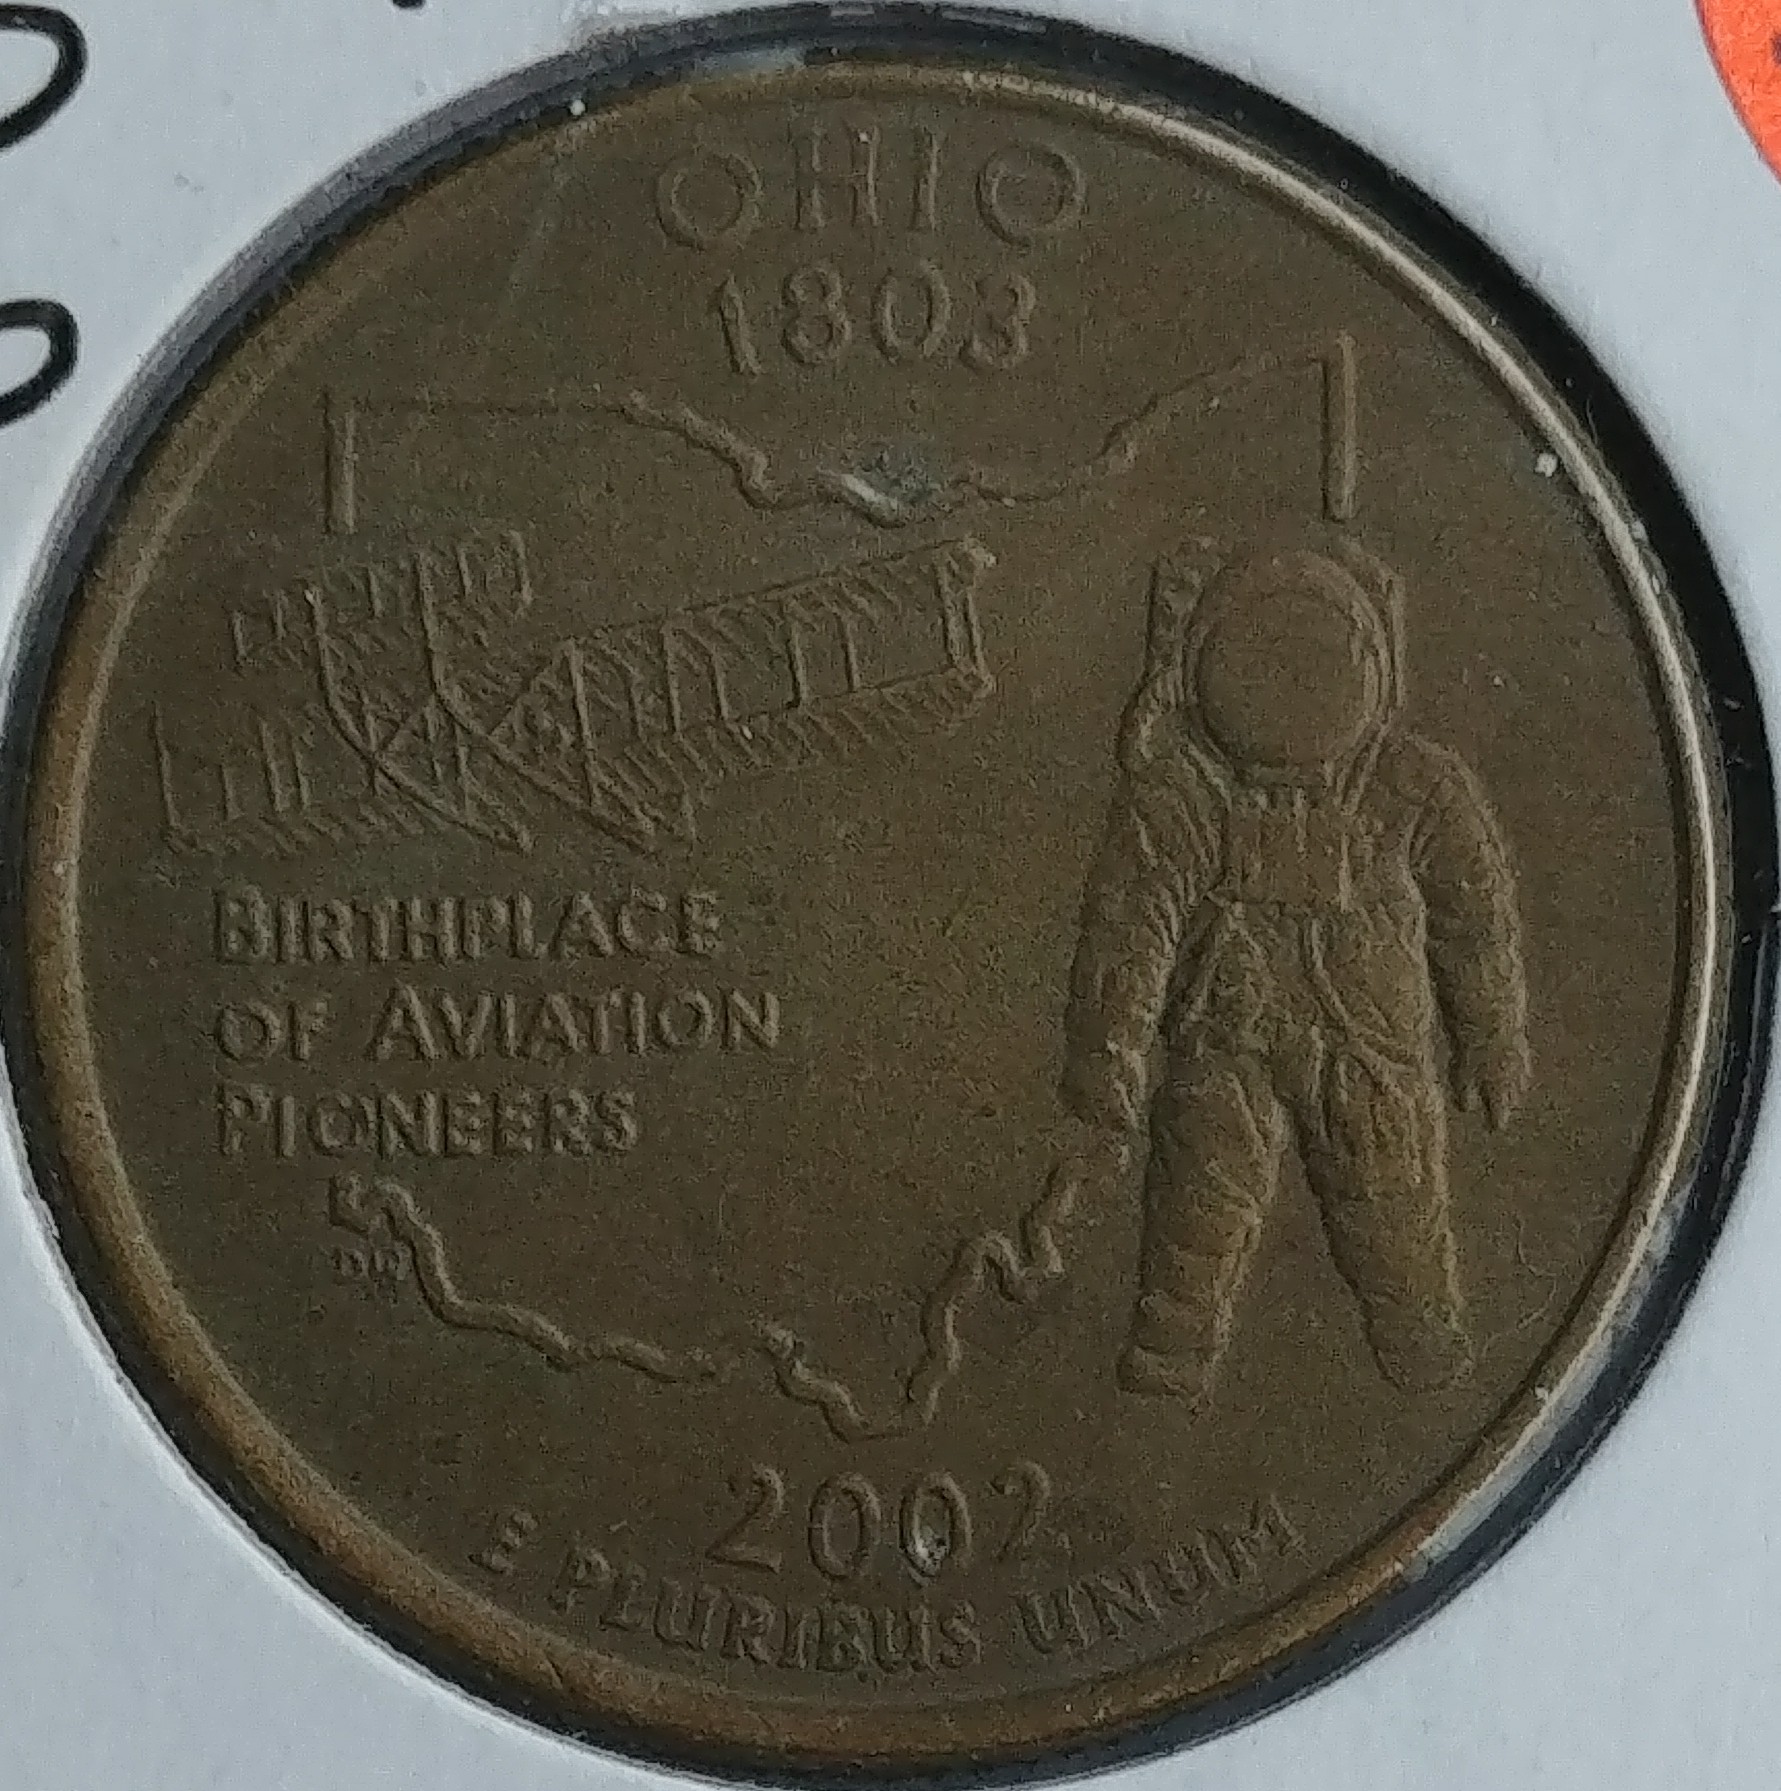 OHIO
1803
BIRTHPLACE
OF AVIATION
PIONEERS
2002
E PLURIBUS UNUM